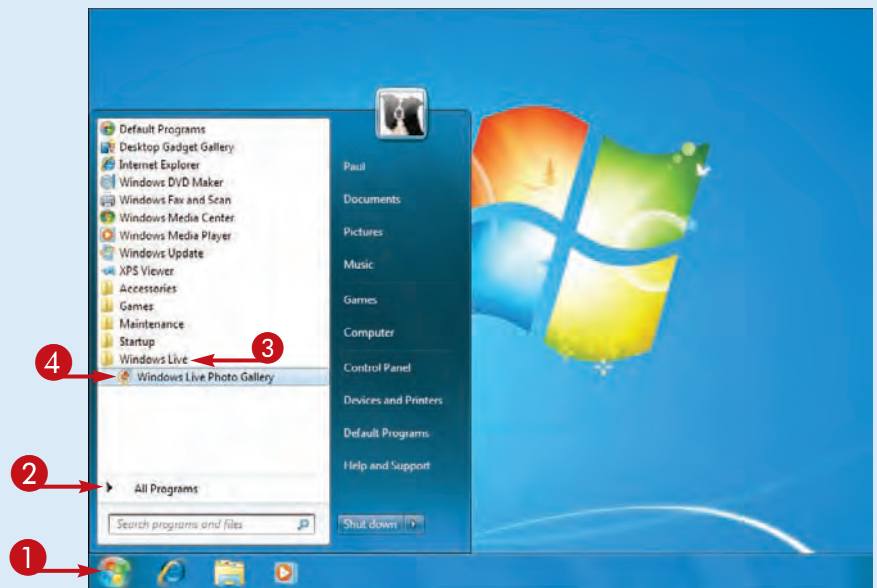 Default Programs
Desktop Gadget Gallery
Internet Explorer
Windows DVD Maker
Windows Fax and Scan
Windows Media Center
Windows Media Player
Windows Update
XPS Viewer
Accessories
Games
Maintenance
Startup
Windows Live
3
4
Windows Live Photo Gallery
2
All Programs
Search programs and files
1
Paul
Documents
Pictures
Music
Games
Computer
Control Panel
Devices and Printers
Default Programs
Help and Support
Shut down